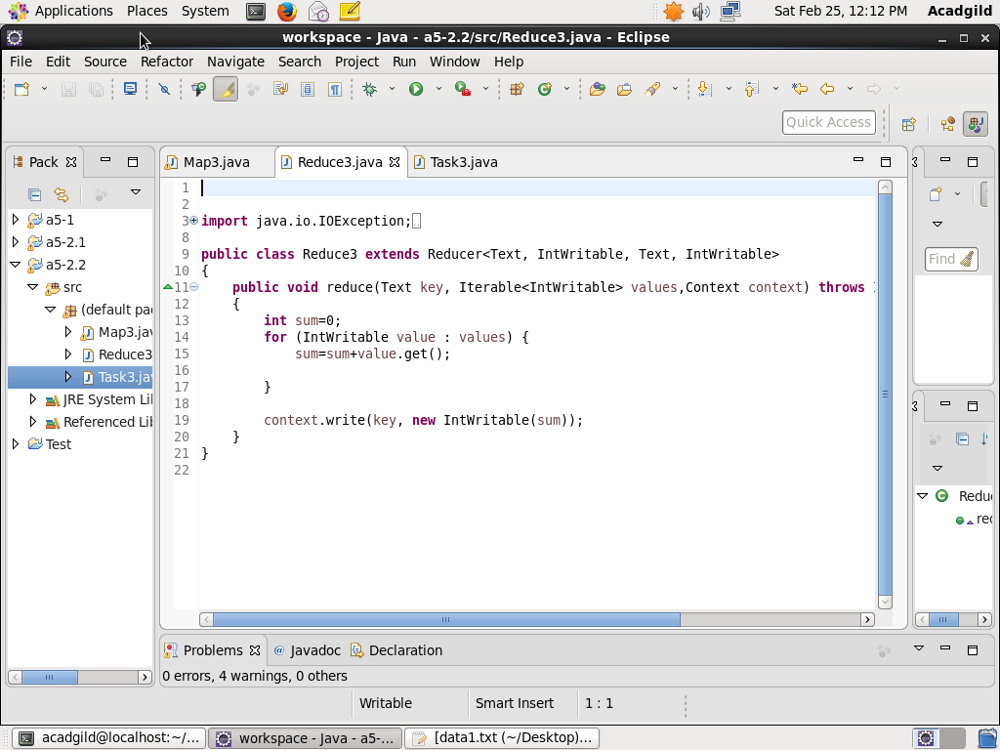 Applications Places System Sat Feb 25, 12:12 PM Acadgild
workspace - Java - a5-2.2/src/Reduce3.java - Eclipse
File Edit Source Refactor Navigate Search Project Run Window Help
Quick Access
Pack
a5-1
a5-2.1
a5-2.2
src
(default pa
Map3.jav
Reduce3
Task3.jav
JRE System Li
Referenced Lib
Test
Map3.java Reduce3.java Task3.java
1
2
3 import java.io.IOException;
8
9 public class Reduce3 extends Reducer<Text, IntWritable, Text, IntWritable>
10 {
11 public void reduce(Text key, Iterable<IntWritable> values,Context context) throws
12 {
13 int sum=0;
14 for (IntWritable value : values) {
15 sum=sum+value.get();
16
17 }
18
19 context.write(key, new IntWritable(sum));
20 }
21 }
22
Find
Reduc
red
Problems Javadoc Declaration
0 errors, 4 warnings, 0 others
Writable Smart Insert 1 : 1
acadgild@localhost:~/... workspace - Java - a5-... [data1.txt (~/Desktop)...